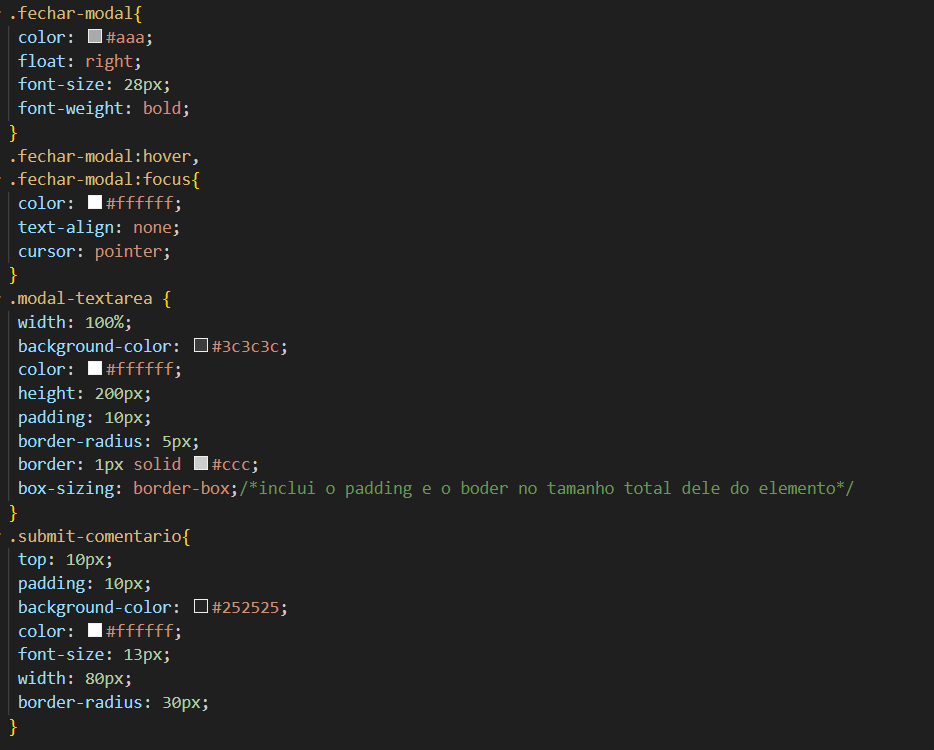 .fechar-modal{
color: #aaa;
float: right;
font-size: 28px;
font-weight: bold;
}
.fechar-modal:hover,
.fechar-modal:focus{
color: #ffffff;
text-align: none;
cursor: pointer;
}
.modal-textarea {
width: 100%;
background-color: #3c3c3c;
color: #ffffff;
height: 200px;
padding: 10px;
border-radius: 5px;
border: 1px solid #ccc;
box-sizing: border-box;/*inclui o padding e o boder no tamanho total dele do elemento*/
}
.submit-comentario{
top: 10px;
padding: 10px;
background-color: #252525;
color: #ffffff;
font-size: 13px;
width: 80px;
border-radius: 30px;
}